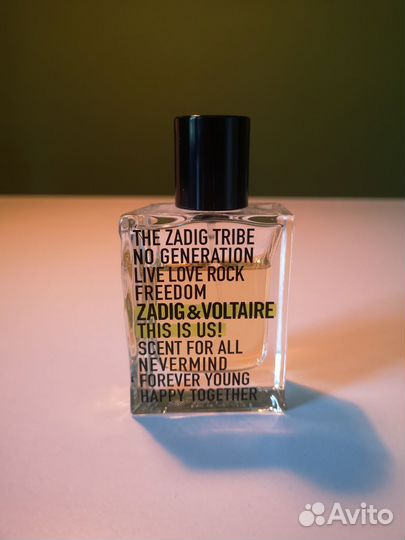 THE ZADIG TRIBE
NO GENERATION
LIVE LOVE ROCK
FREEDOM
ZADIG & VOLTAIRE
THIS IS US!
SCENT FOR ALL
NEVERMIND
FOREVER YOUNG
HAPPY TOGETHER
Avito